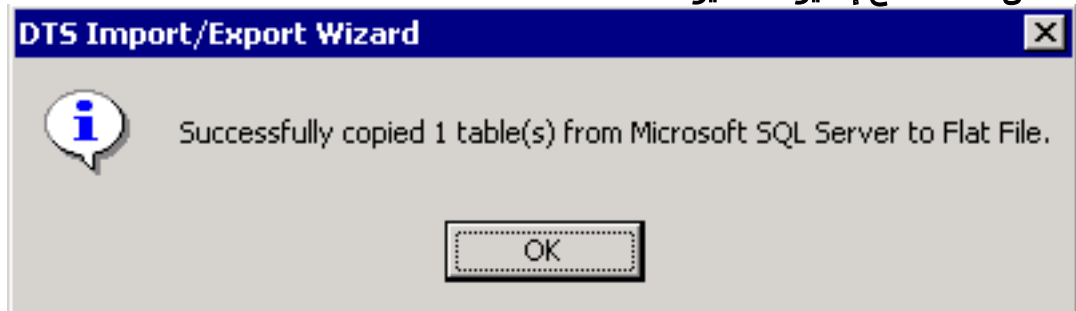 DTS Import/Export Wizard
Successfully copied 1 table(s) from Microsoft SQL Server to Flat File.
OK